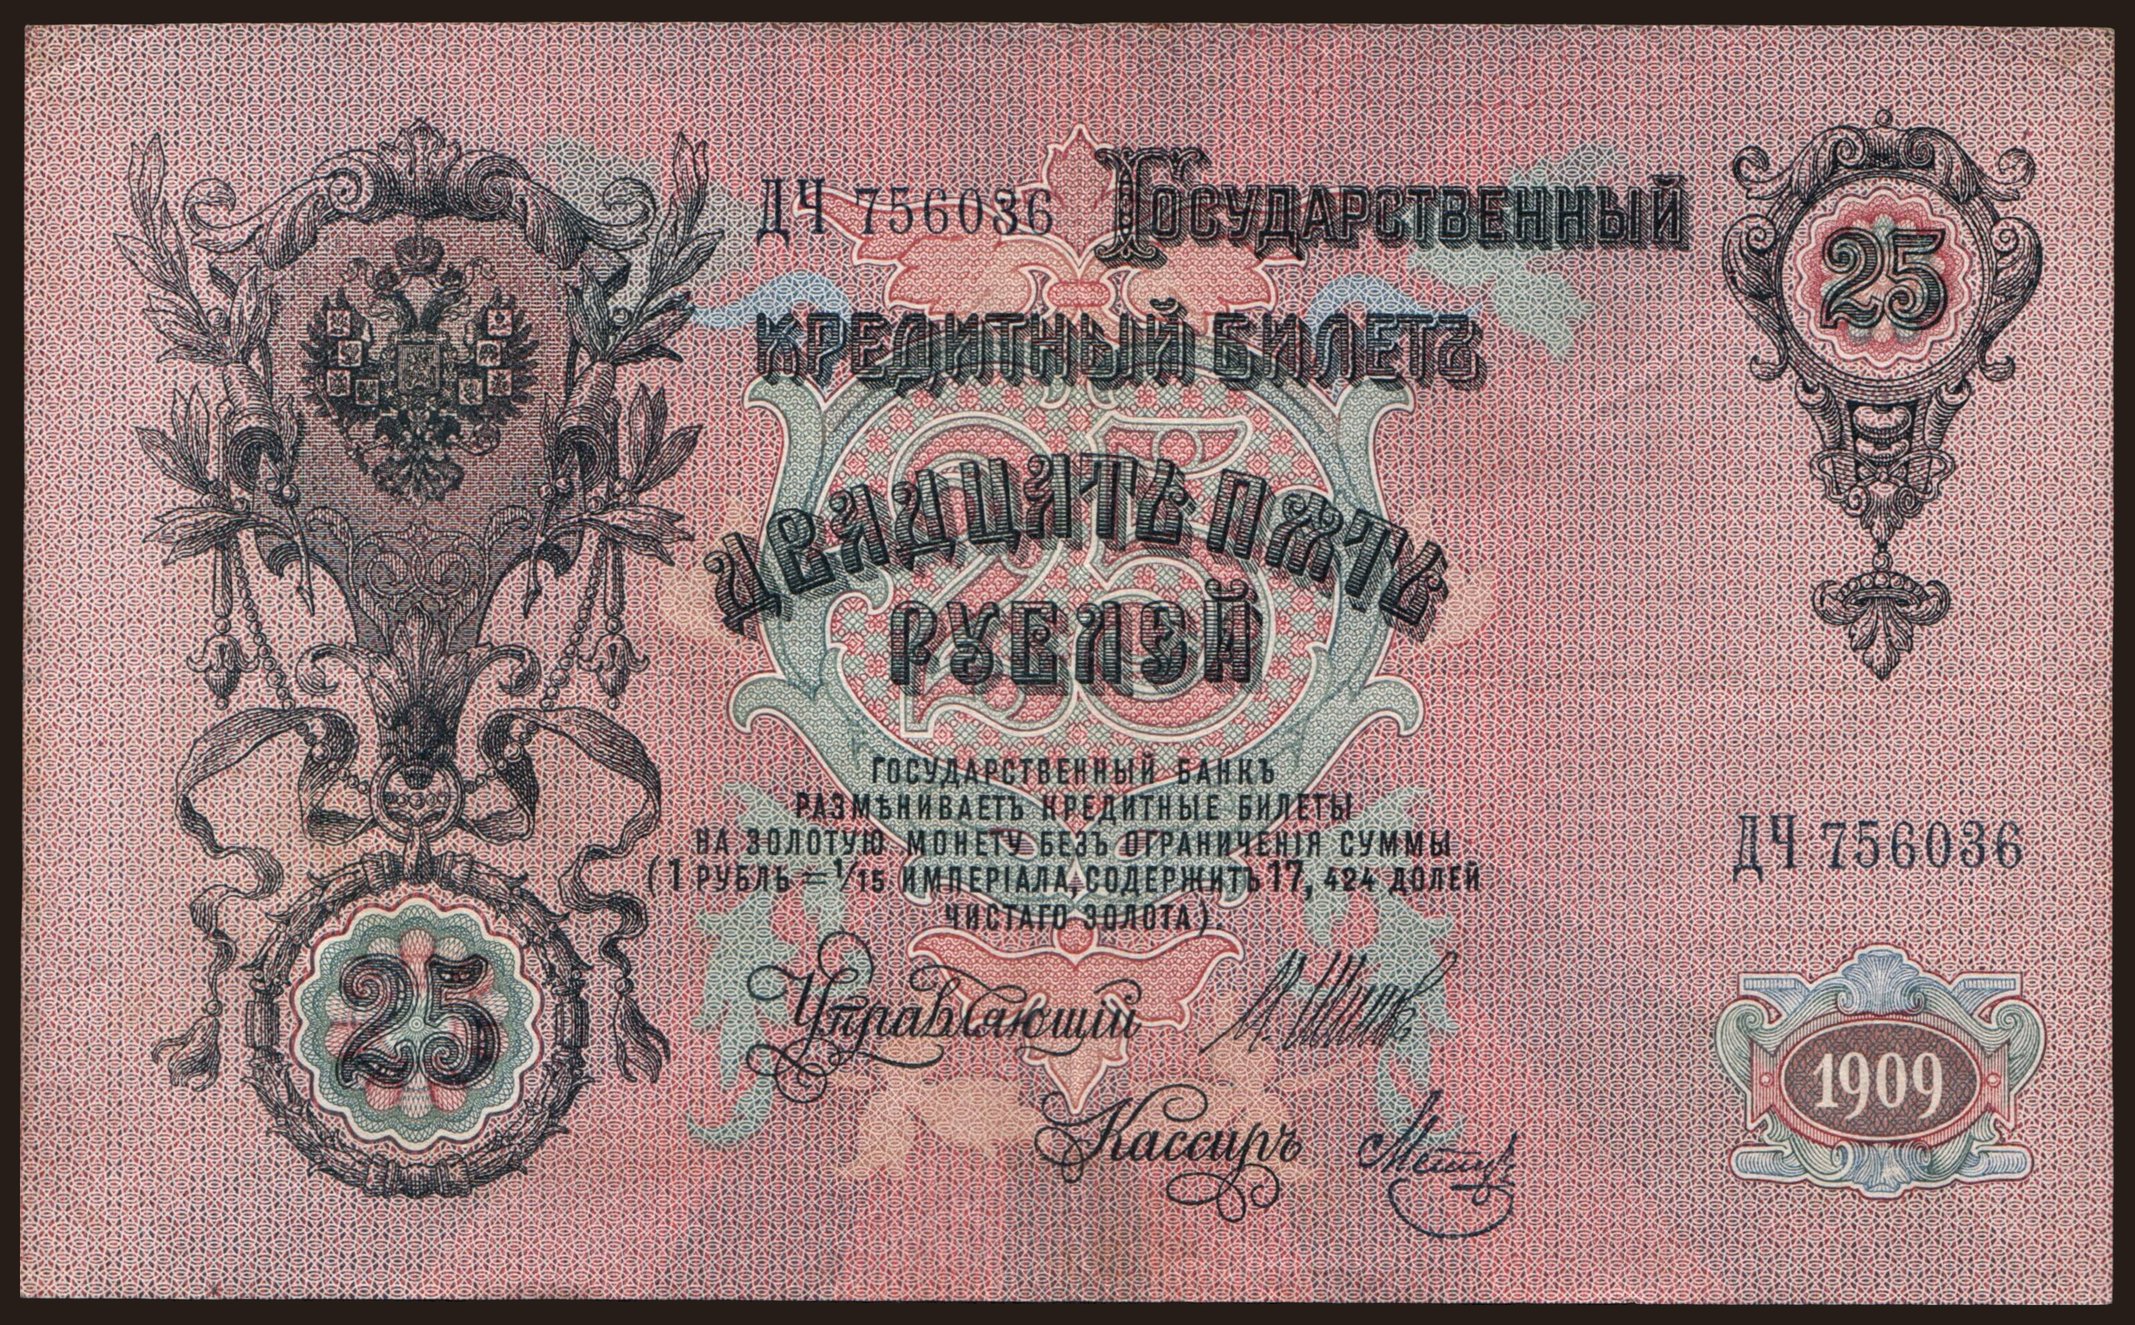 ДЧ 756036 ГОСУДАРСТВЕННЫЙ
25
КРЕДИТНЫЙ БИЛЕТЪ
ДВАДЦАТЬ ПЯТЬ
РУБЛЕЙ
25
ГОСУДАРСТВЕННЫЙ БАНКЪ
РАЗМѢНИВАЕТЪ КРЕДИТНЫЕ БИЛЕТЫ
НА ЗОЛОТУЮ МОНЕТУ БЕЗЪ ОГРАНИЧЕНІЯ СУММЫ
(1 РУБЛЬ = 1/15 ИМПЕРІАЛА, СОДЕРЖИТЪ 17, 424 ДОЛЕЙ
ЧИСТАГО ЗОЛОТА).
ДЧ 756036
25
Управляющій
Кассиръ
1909